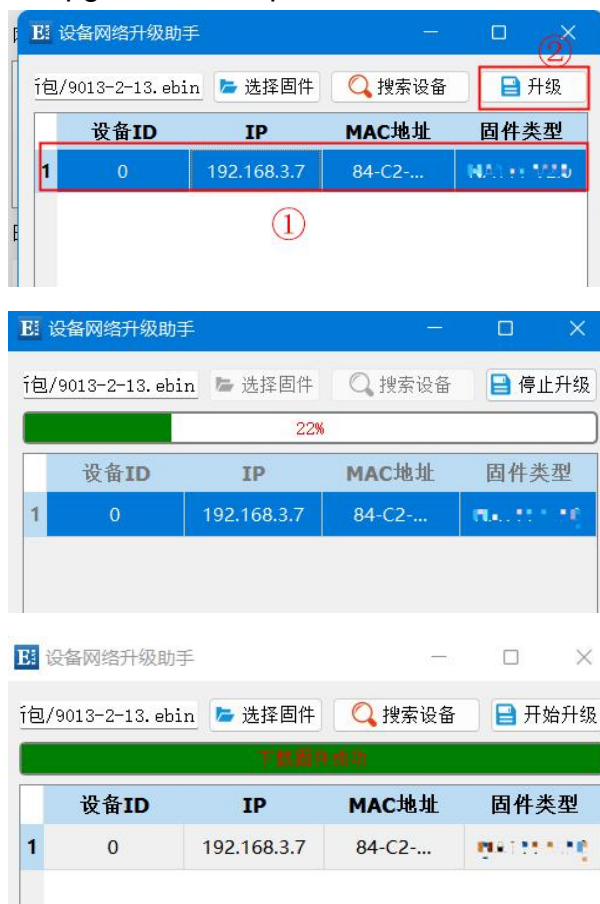 设备网络升级助手
②
行包/9013-2-13.ebin 选择固件 搜索设备 升级
设备ID IP MAC地址 固件类型
1 0 192.168.3.7 84-C2-...
①
设备网络升级助手
行包/9013-2-13.ebin 选择固件 搜索设备 停止升级
22%
设备ID IP MAC地址 固件类型
1 0 192.168.3.7 84-C2-...
设备网络升级助手
行包/9013-2-13.ebin 选择固件 搜索设备 开始升级
下载固件成功
设备ID IP MAC地址 固件类型
1 0 192.168.3.7 84-C2-...